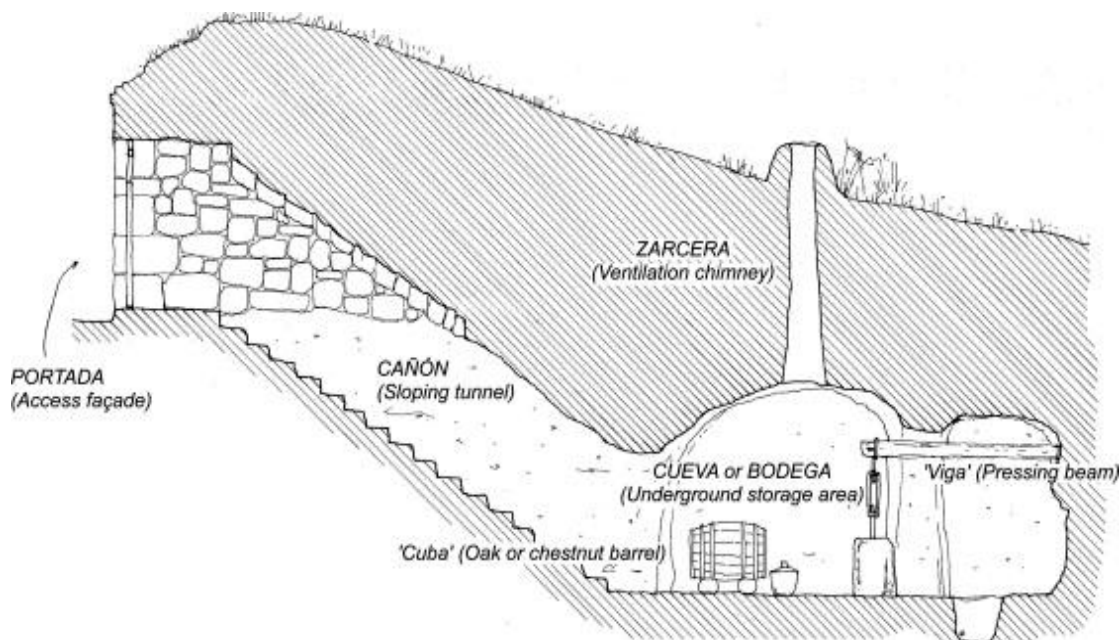 ZARCERA
(Ventilation chimney)
PORTADA
(Access façade)
CAÑÓN
(Sloping tunnel)
CUEVA or BODEGA
(Underground storage area)
'Viga' (Pressing beam)
'Cuba' (Oak or chestnut barrel)